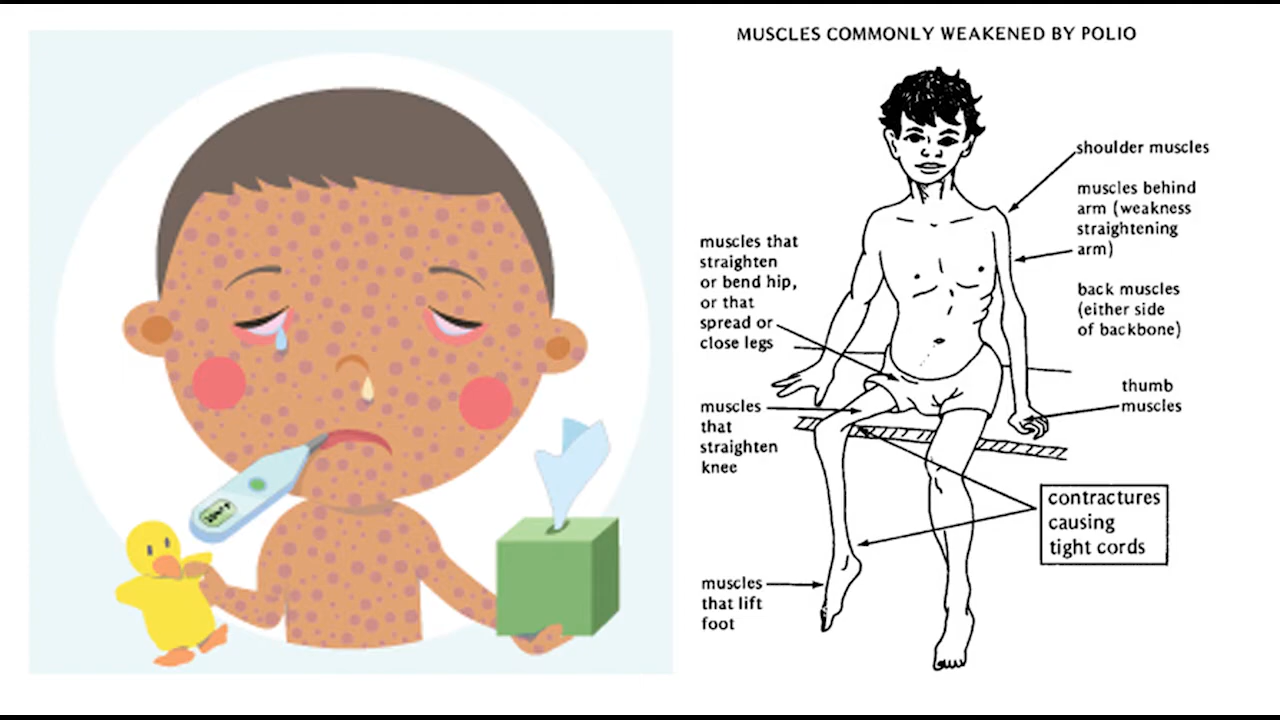 MUSCLES COMMONLY WEAKENED BY POLIO
shoulder muscles
muscles behind
arm (weakness
straightening
arm)
back muscles
(either side
of backbone)
thumb
muscles
muscles that
straighten
or bend hip,
or that
spread or
close legs
muscles
that
straighten
knee
contractures
causing
tight cords
muscles
that lift
foot